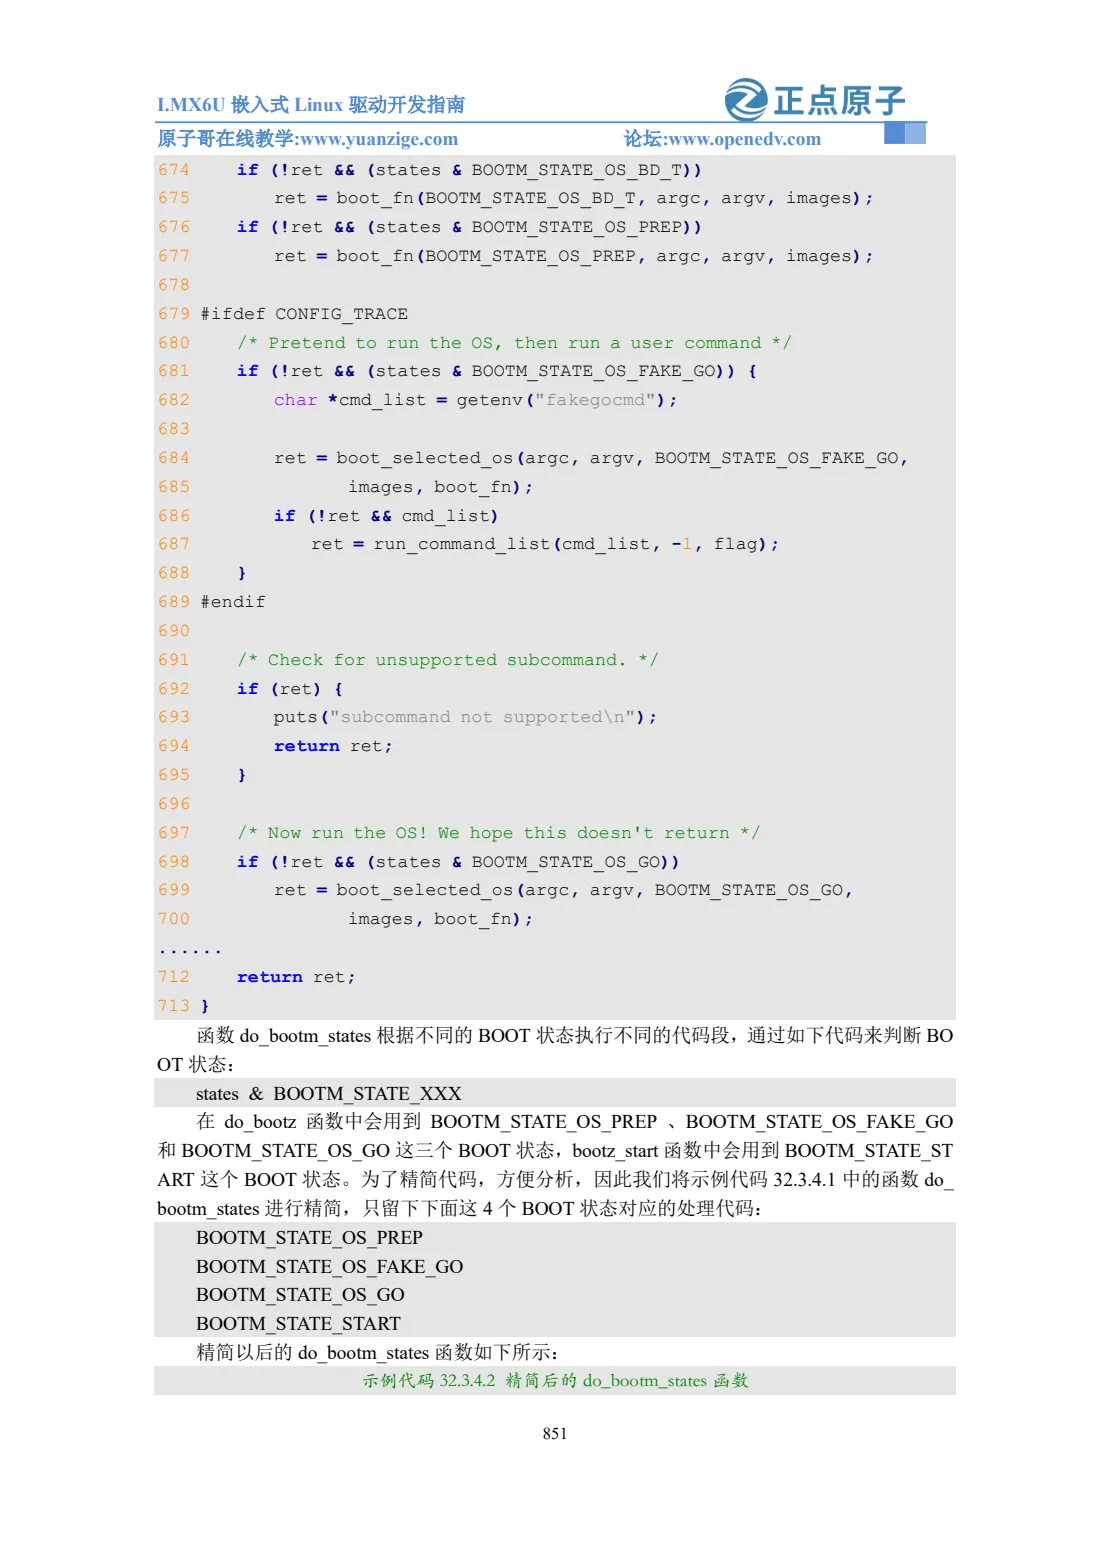 I.MX6U 嵌入式 Linux 驱动开发指南
正点原子
原子哥在线教学:www.yuanzige.com 论坛:www.openedv.com
674 if (!ret && (states & BOOTM_STATE_OS_BD_T))
675 ret = boot_fn(BOOTM_STATE_OS_BD_T, argc, argv, images);
676 if (!ret && (states & BOOTM_STATE_OS_PREP))
677 ret = boot_fn(BOOTM_STATE_OS_PREP, argc, argv, images);
678
679 #ifdef CONFIG_TRACE
680 /* Pretend to run the OS, then run a user command */
681 if (!ret && (states & BOOTM_STATE_OS_FAKE_GO)) {
682 char *cmd_list = getenv("fakegocmd");
683
684 ret = boot_selected_os(argc, argv, BOOTM_STATE_OS_FAKE_GO,
685 images, boot_fn);
686 if (!ret && cmd_list)
687 ret = run_command_list(cmd_list, -1, flag);
688 }
689 #endif
690
691 /* Check for unsupported subcommand. */
692 if (ret) {
693 puts("subcommand not supported\n");
694 return ret;
695 }
696
697 /* Now run the OS! We hope this doesn't return */
698 if (!ret && (states & BOOTM_STATE_OS_GO))
699 ret = boot_selected_os(argc, argv, BOOTM_STATE_OS_GO,
700 images, boot_fn);
......
712 return ret;
713 }
函数 do_bootm_states 根据不同的 BOOT 状态执行不同的代码段，通过如下代码来判断 BO
OT 状态：
states & BOOTM_STATE_XXX
在 do_bootz 函数中会用到 BOOTM_STATE_OS_PREP 、BOOTM_STATE_OS_FAKE_GO
和 BOOTM_STATE_OS_GO 这三个 BOOT 状态，bootz_start 函数中会用到 BOOTM_STATE_ST
ART 这个 BOOT 状态。为了精简代码，方便分析，因此我们将示例代码 32.3.4.1 中的函数 do_
bootm_states 进行精简，只留下下面这 4 个 BOOT 状态对应的处理代码：
BOOTM_STATE_OS_PREP
BOOTM_STATE_OS_FAKE_GO
BOOTM_STATE_OS_GO
BOOTM_STATE_START
精简以后的 do_bootm_states 函数如下所示：
示例代码 32.3.4.2 精简后的 do_bootm_states 函数
851